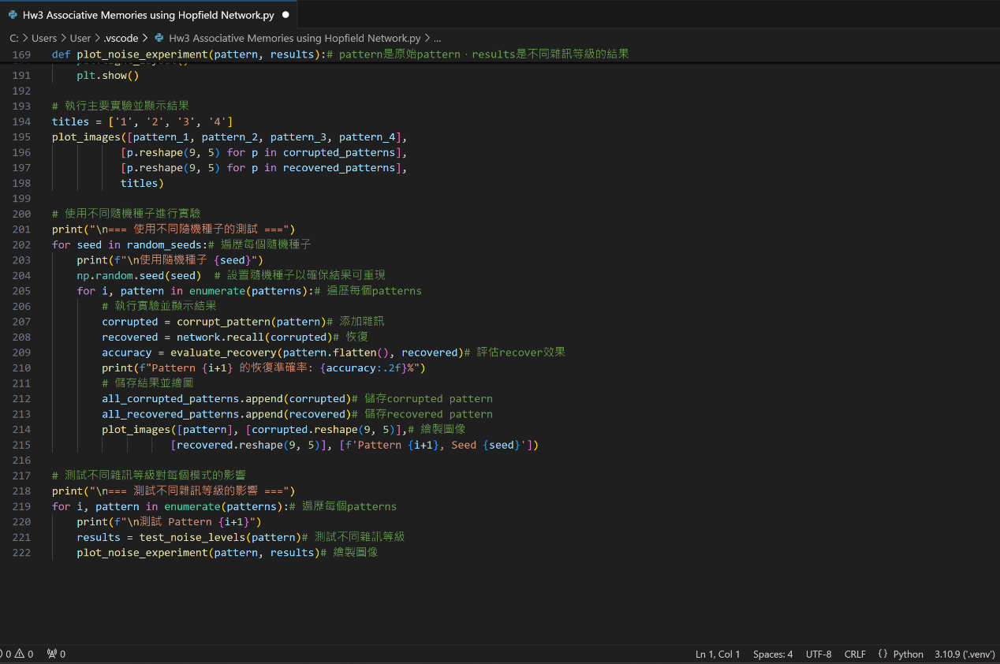 Hw3 Associative Memories using Hopfield Network.py
C: > Users > User > .vscode > Hw3 Associative Memories using Hopfield Network.py > ...
169 def plot_noise_experiment(pattern, results):# pattern是原始pattern，results是不同雜訊等級的結果
191 plt.show()
192
193 # 執行主要實驗並顯示結果
194 titles = ['1', '2', '3', '4']
195 plot_images([pattern_1, pattern_2, pattern_3, pattern_4],
196 [p.reshape(9, 5) for p in corrupted_patterns],
197 [p.reshape(9, 5) for p in recovered_patterns],
198 titles)
199
200 # 使用不同隨機種子進行實驗
201 print("\n=== 使用不同隨機種子的測試 ===")
202 for seed in random_seeds:# 遍歷每個隨機種子
203 print(f"\n使用隨機種子 {seed}")
204 np.random.seed(seed)  # 設置隨機種子以確保結果可重現
205 for i, pattern in enumerate(patterns):# 遍歷每個patterns
206 # 執行實驗並顯示結果
207 corrupted = corrupt_pattern(pattern)# 添加雜訊
208 recovered = network.recall(corrupted)# 恢復
209 accuracy = evaluate_recovery(pattern.flatten(), recovered)# 評估recover效果
210 print(f"Pattern {i+1} 的恢復準確率: {accuracy:.2f}%")
211 # 儲存結果並繪圖
212 all_corrupted_patterns.append(corrupted)# 儲存corrupted pattern
213 all_recovered_patterns.append(recovered)# 儲存recovered pattern
214 plot_images([pattern], [corrupted.reshape(9, 5)],# 繪製圖像
215 [recovered.reshape(9, 5)], [f'Pattern {i+1}, Seed {seed}'])
216
217 # 測試不同雜訊等級對每個模式的影響
218 print("\n=== 測試不同雜訊等級的影響 ===")
219 for i, pattern in enumerate(patterns):# 遍歷每個patterns
220 print(f"\n測試 Pattern {i+1}")
221 results = test_noise_levels(pattern)# 測試不同雜訊等級
222 plot_noise_experiment(pattern, results)# 繪製圖像
0 0 0 Ln 1, Col 1 Spaces: 4 UTF-8 CRLF {} Python 3.10.9 ('.venv')